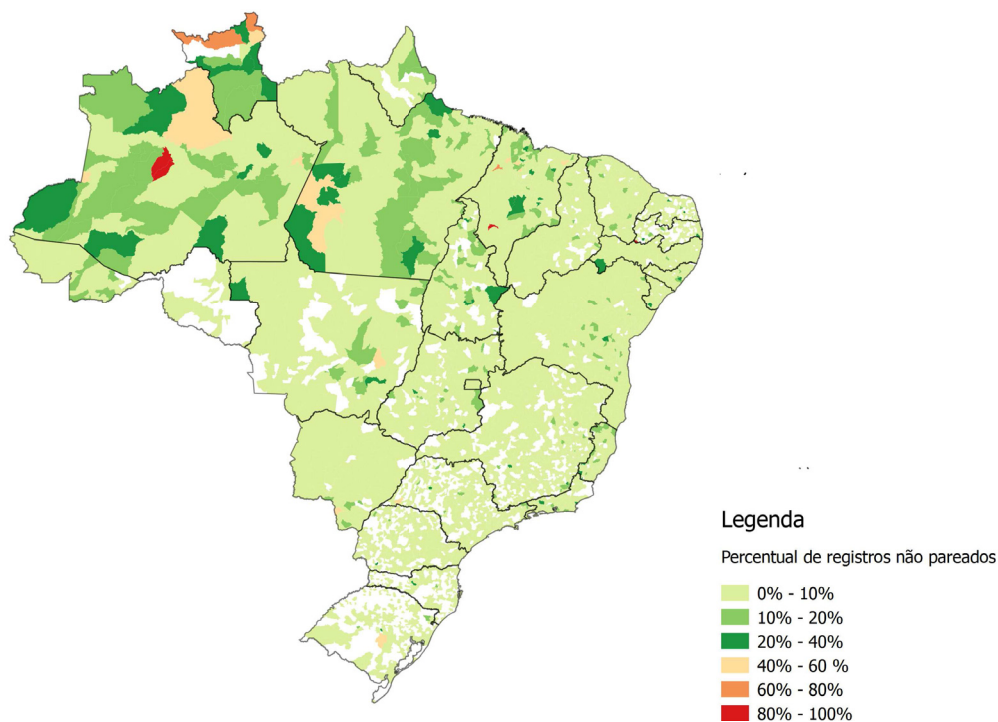 Legenda
Percentual de registros não pareados
0% - 10%
10% - 20%
20% - 40%
40% - 60 %
60% - 80%
80% - 100%